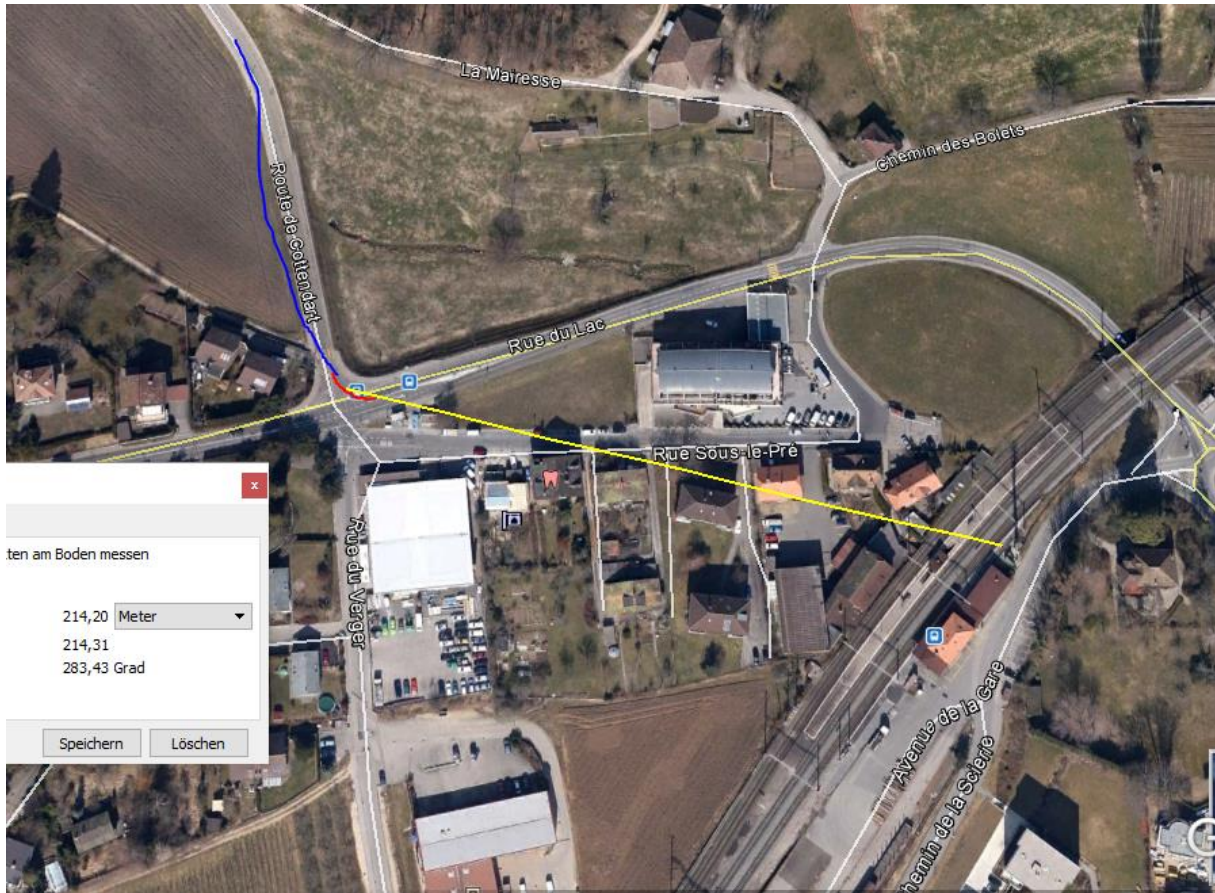 La Mairesse
Chemin des Bolets
Route de Cottendart
Rue du Lac
Rue Sous-le-Pré
x
ten am Boden messen
Rue du Verger
214,20 Meter
214,31
283,43 Grad
Avenue de la Gare
Speichern Löschen
hemin de la Scierie
G